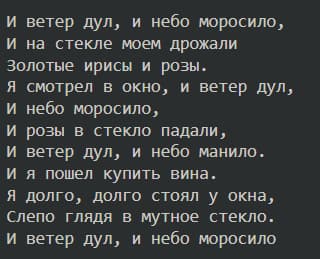 И ветер дул, и небо моросило,
И на стекле моем дрожали
Золотые ирисы и розы.
Я смотрел в окно, и ветер дул,
И небо моросило,
И розы в стекло падали,
И ветер дул, и небо манило.
И я пошел купить вина.
Я долго, долго стоял у окна,
Слепо глядя в мутное стекло.
И ветер дул, и небо моросило